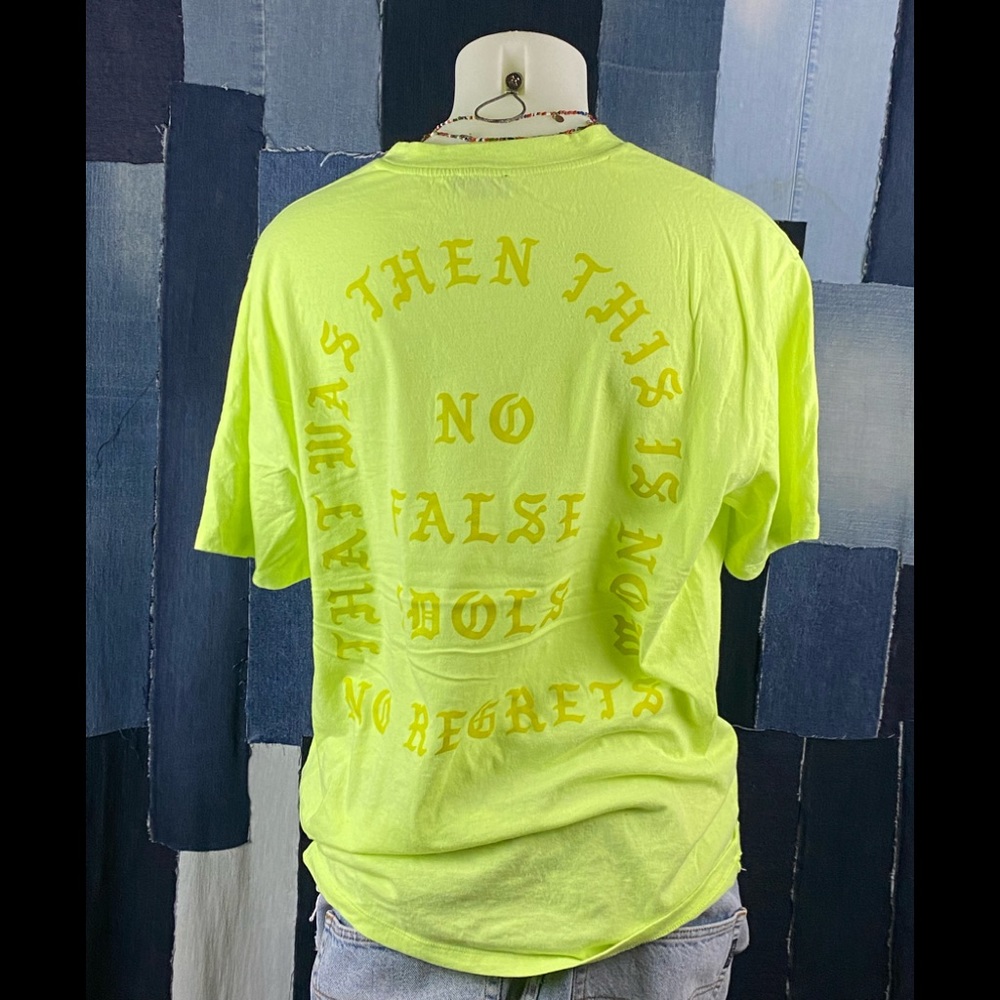 THAT WAS THEN THIS IS NOW
NO
FALSE
IDOLS
NO REGRETS